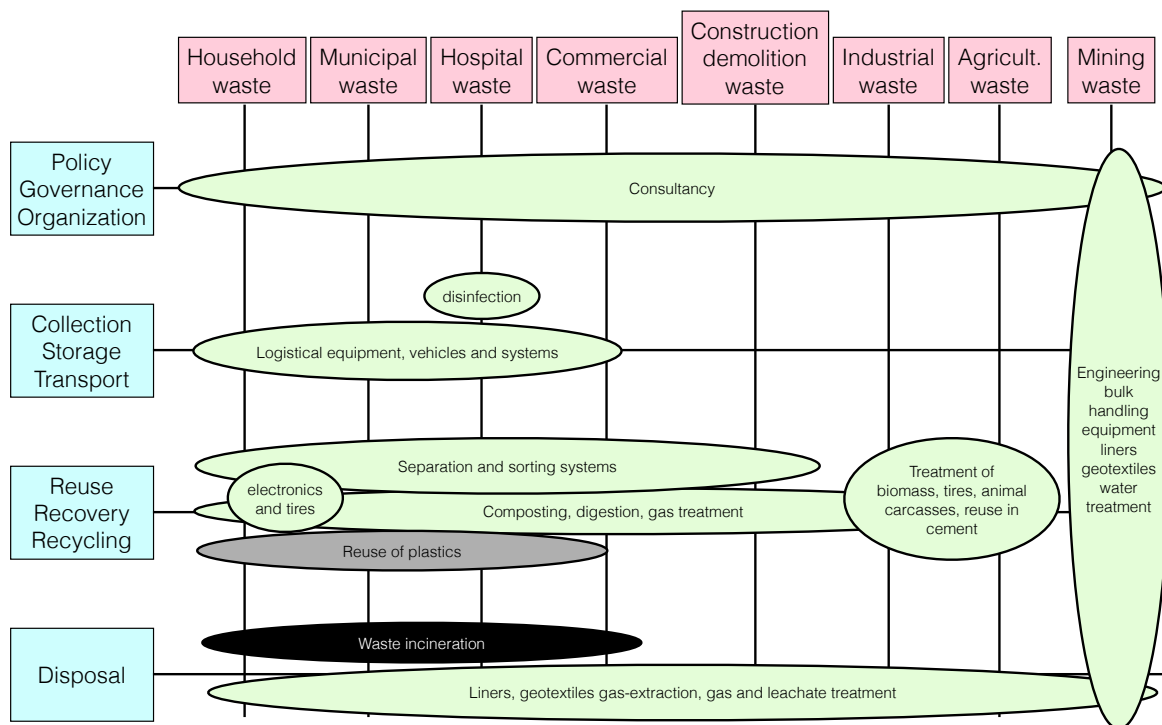 Household
waste
Municipal
waste
Hospital
waste
Commercial
waste
Construction
demolition
waste
Industrial
waste
Agricult.
waste
Mining
waste
Policy
Governance
Organization
Consultancy
disinfection
Collection
Storage
Transport
Logistical equipment, vehicles and systems
Engineering
bulk
handling
equipment
liners
geotextiles
water
treatment
Reuse
Recovery
Recycling
Separation and sorting systems
electronics
and tires
Composting, digestion, gas treatment
Treatment of
biomass, tires, animal
carcasses, reuse in
cement
Reuse of plastics
Disposal
Waste incineration
Liners, geotextiles gas-extraction, gas and leachate treatment